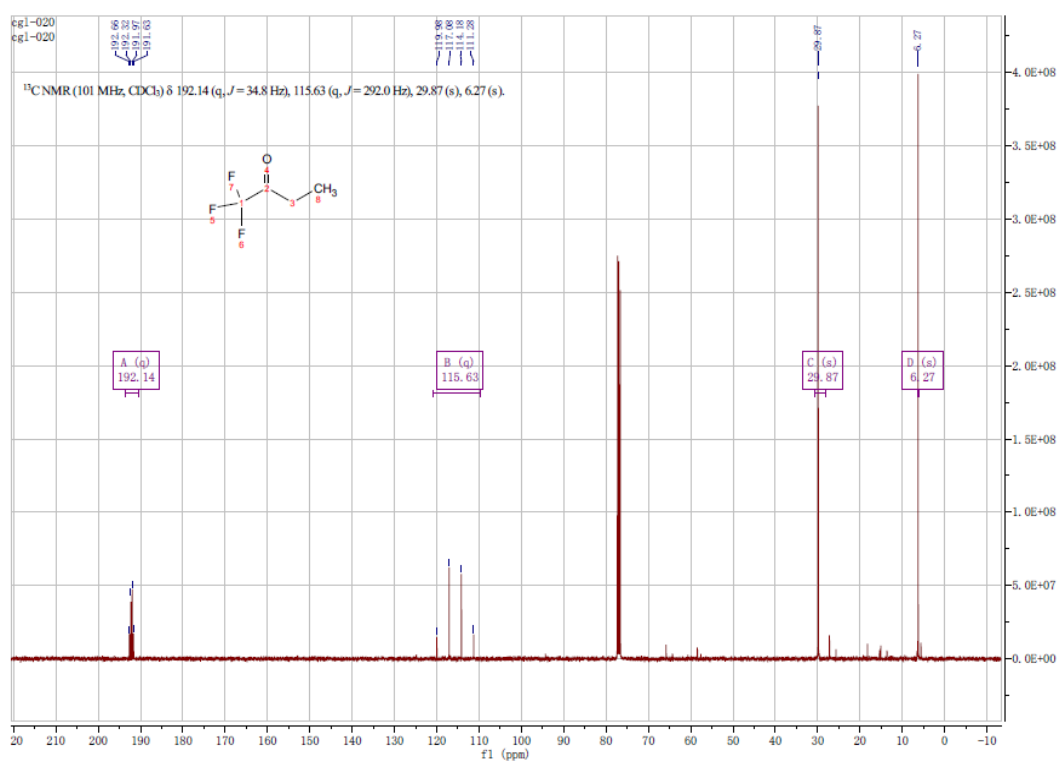 cg1-020
cg1-020
192.66
192.32
191.97
191.63
119.98
117.08
114.18
111.28
29.87
6.27
¹³C NMR (101 MHz, CDCl₃) δ 192.14 (q, J = 34.8 Hz), 115.63 (q, J = 292.0 Hz), 29.87 (s), 6.27 (s).
O
4
F
7
2
CH₃
8
F
5
1
3
F
6
A (q)
192.14
B (q)
115.63
C (s)
29.87
D (s)
6.27
4.0E+08
3.5E+08
3.0E+08
2.5E+08
2.0E+08
1.5E+08
1.0E+08
5.0E+07
0.0E+00
20 210 200 190 180 170 160 150 140 130 120 110 100 90 80 70 60 50 40 30 20 10 0 -10
f1 (ppm)